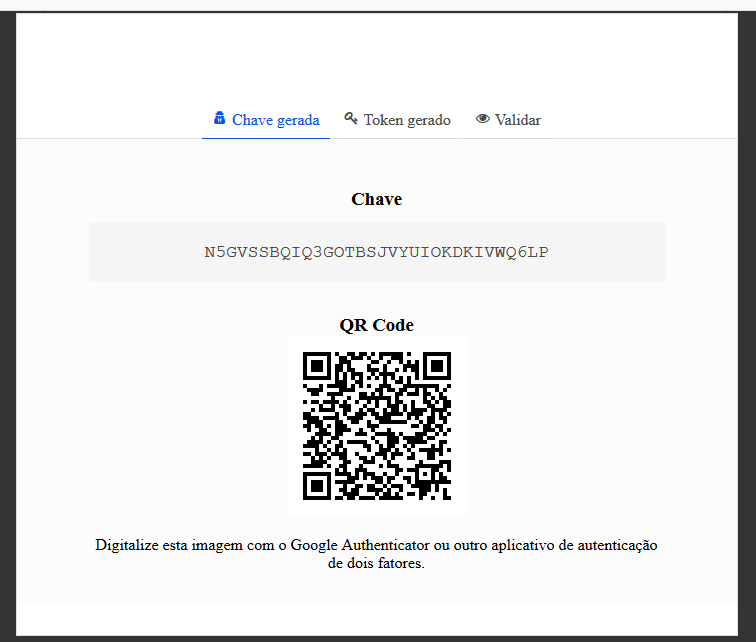 Chave gerada Token gerado Validar
Chave
N5GVSSBQIQ3GOTBSJVYUIOKDKIVWQ6LP
QR Code
Digitalize esta imagem com o Google Authenticator ou outro aplicativo de autenticação
de dois fatores.